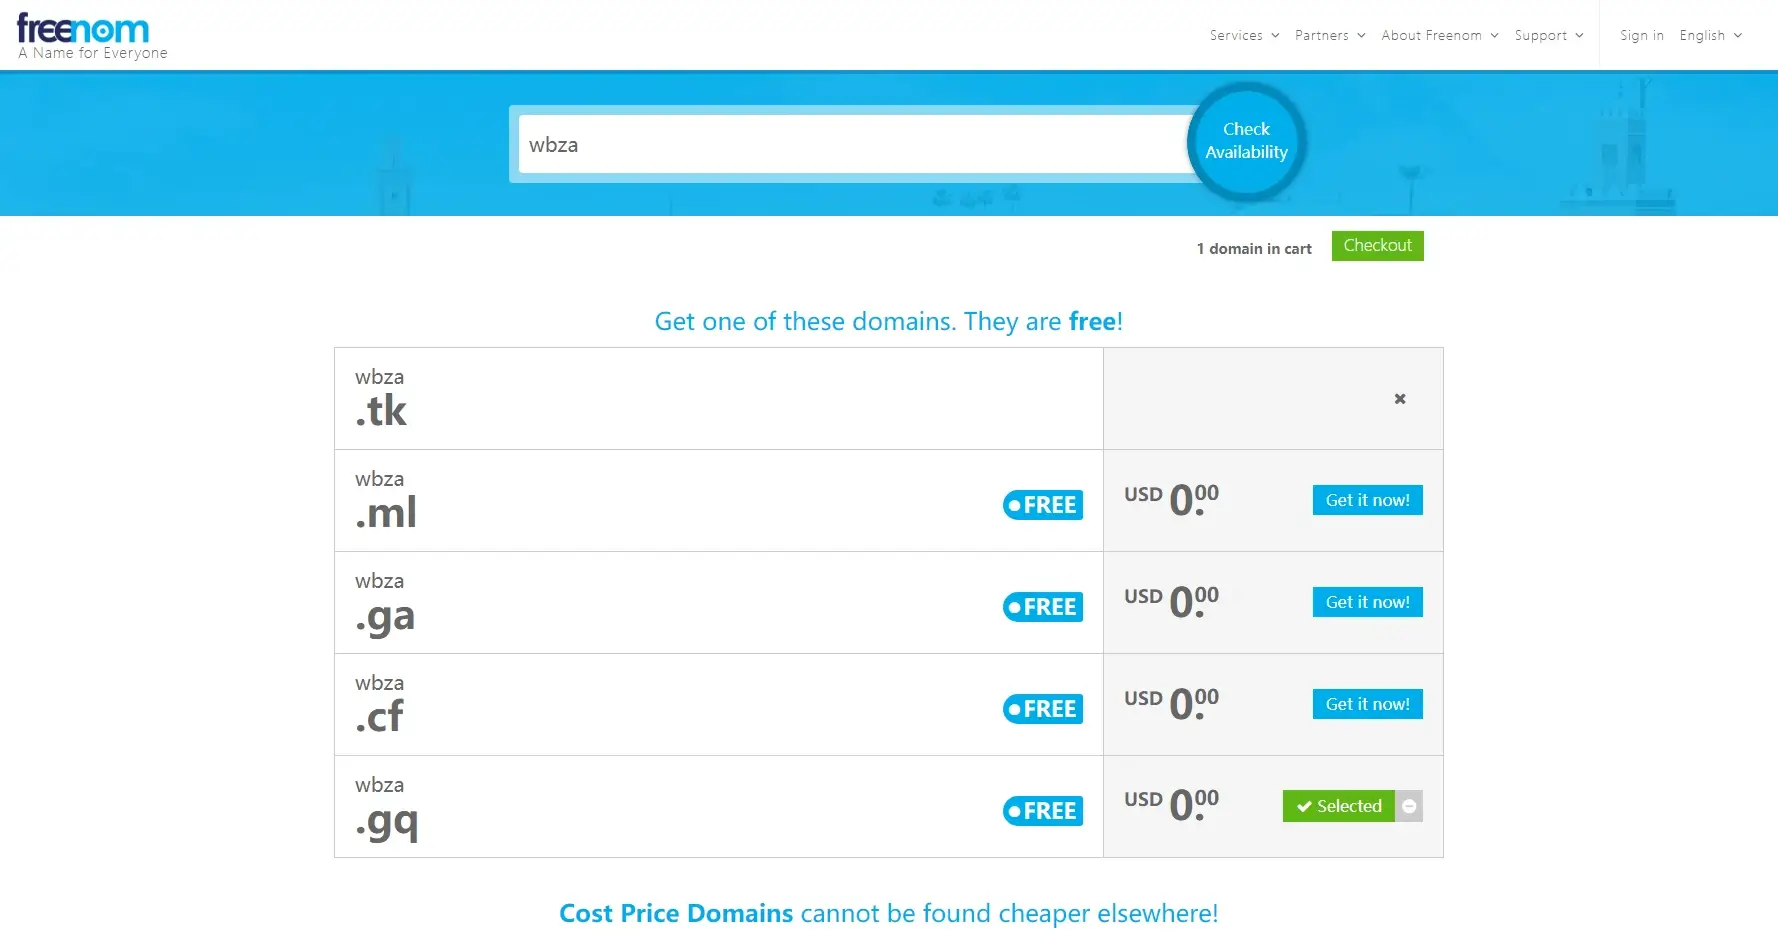 freenom
A Name for Everyone
Services Partners About Freenom Support Sign in English
wbza
Check
Availability
1 domain in cart Checkout
Get one of these domains. They are free!
wbza
.tk
wbza
.ml
FREE
USD 0.00
Get it now!
wbza
.ga
FREE
USD 0.00
Get it now!
wbza
.cf
FREE
USD 0.00
Get it now!
wbza
.gq
FREE
USD 0.00
Selected
Cost Price Domains cannot be found cheaper elsewhere!